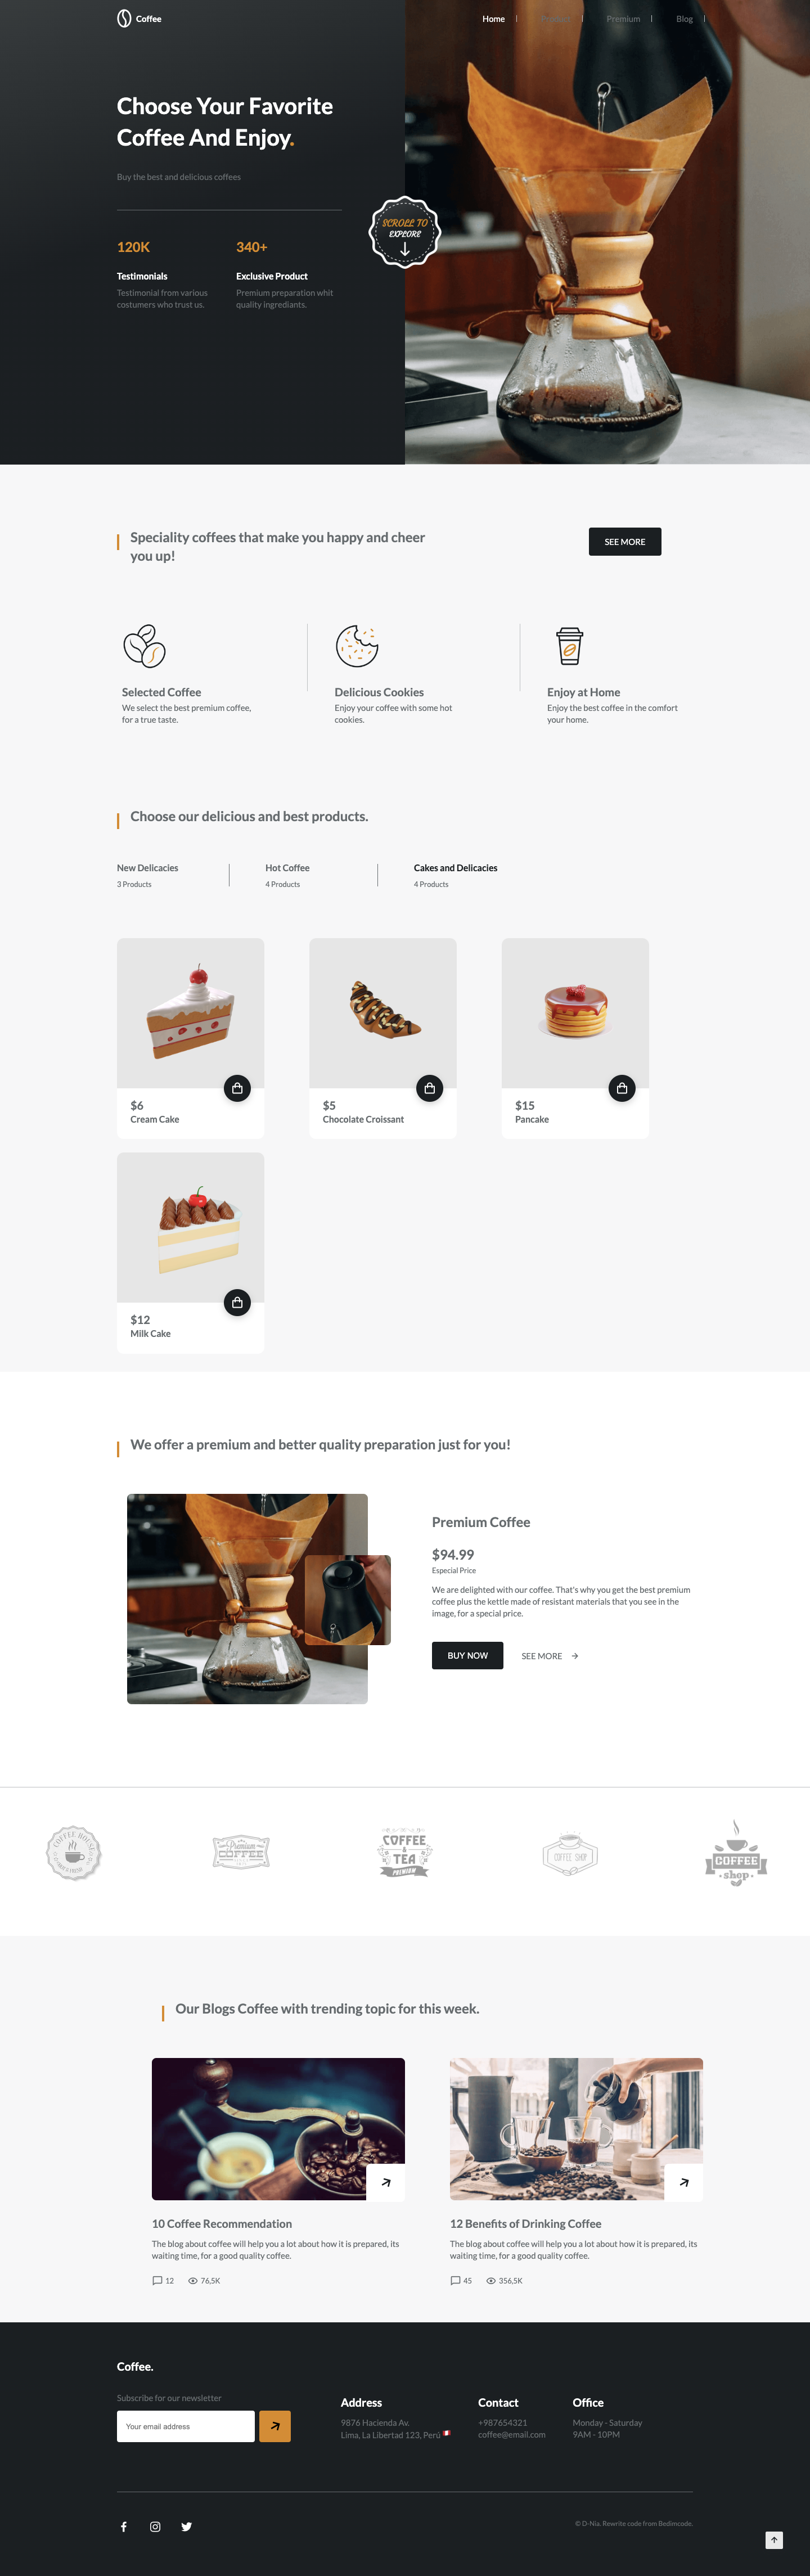 Coffee
Home
Product
Premium
Blog
Choose Your Favorite
Coffee And Enjoy.
Buy the best and delicious coffees
SCROLL TO
EXPLORE
120K
340+
Testimonials
Exclusive Product
Testimonial from various
costumers who trust us.
Premium preparation whit
quality ingrediants.
Speciality coffees that make you happy and cheer
you up!
SEE MORE
Selected Coffee
We select the best premium coffee,
for a true taste.
Delicious Cookies
Enjoy your coffee with some hot
cookies.
Enjoy at Home
Enjoy the best coffee in the comfort
your home.
Choose our delicious and best products.
New Delicacies
3 Products
Hot Coffee
4 Products
Cakes and Delicacies
4 Products
$6
Cream Cake
$5
Chocolate Croissant
$15
Pancake
$12
Milk Cake
We offer a premium and better quality preparation just for you!
Premium Coffee
$94.99
Especial Price
We are delighted with our coffee. That's why you get the best premium
coffee plus the kettle made of resistant materials that you see in the
image, for a special price.
BUY NOW
SEE MORE
COFFEE HOUSE
Premium
COFFEE
COFFEE
&
TEA
PREMIUM
COFFEE SHOP
COFFEE
shop
Our Blogs Coffee with trending topic for this week.
10 Coffee Recommendation
The blog about coffee will help you a lot about how it is prepared, its
waiting time, for a good quality coffee.
12
76,5K
12 Benefits of Drinking Coffee
The blog about coffee will help you a lot about how it is prepared, its
waiting time, for a good quality coffee.
45
356,5K
Coffee.
Subscribe for our newsletter
Your email address
Address
9876 Hacienda Av.
Lima, La Libertad 123, Perú
Contact
+987654321
coffee@email.com
Office
Monday - Saturday
9AM - 10PM
© D-Nia. Rewrite code from Bedimcode.